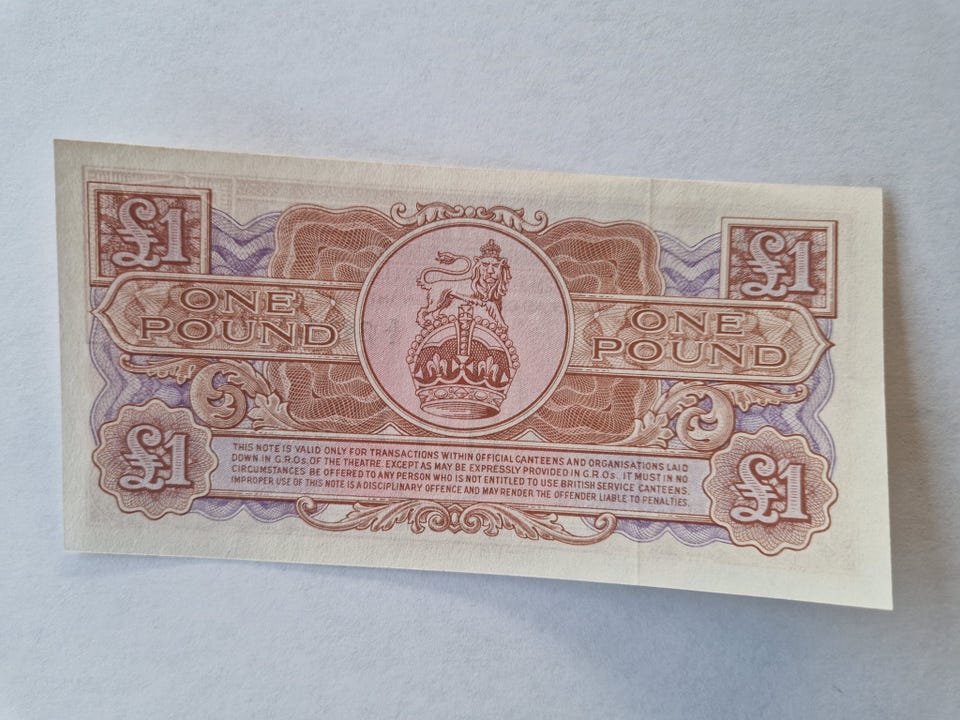 £1
£1
ONE
POUND
ONE
POUND
£1
THIS NOTE IS VALID ONLY FOR TRANSACTIONS WITHIN OFFICIAL CANTEENS AND ORGANISATIONS LAID
DOWN IN G.R.Os. OF THE THEATRE. EXCEPT AS MAY BE EXPRESSLY PROVIDED IN G.R.Os. IT MUST IN NO
CIRCUMSTANCES BE OFFERED TO ANY PERSON WHO IS NOT ENTITLED TO USE BRITISH SERVICE CANTEENS.
IMPROPER USE OF THIS NOTE IS A DISCIPLINARY OFFENCE AND MAY RENDER THE OFFENDER LIABLE TO PENALTIES.
£1